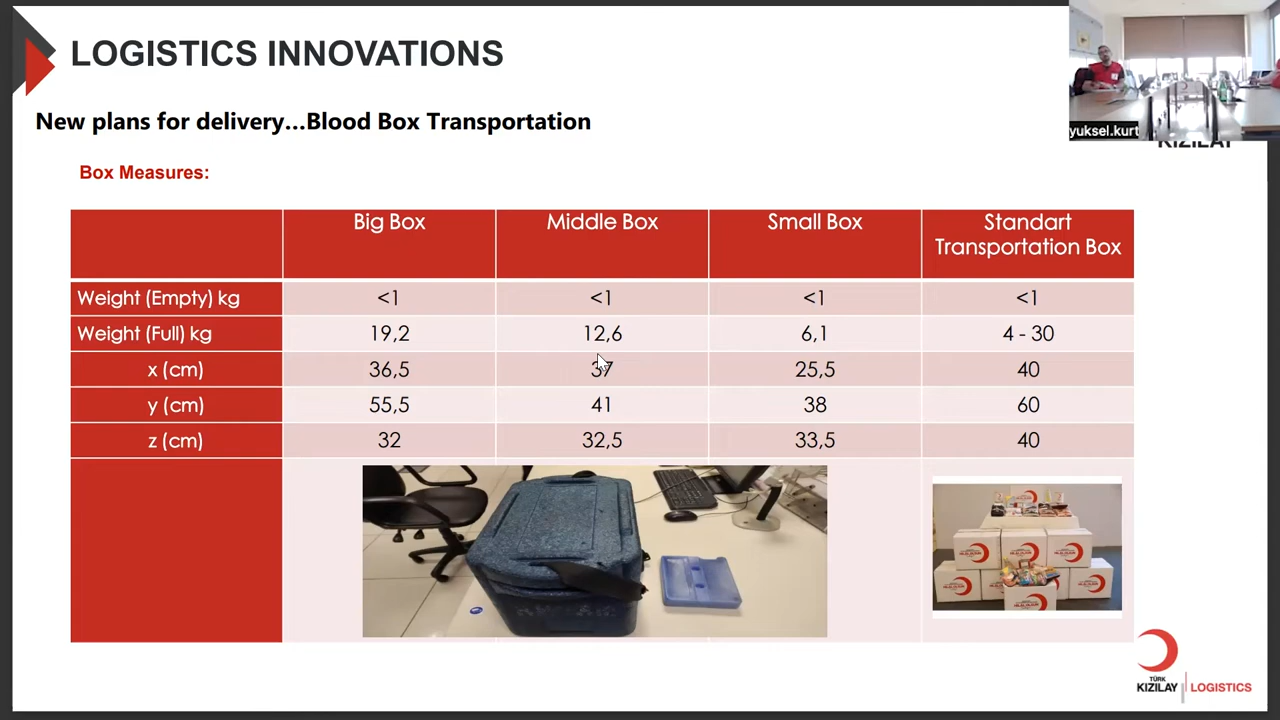 LOGISTICS INNOVATIONS
yuksel.kurt
KIZILAY
New plans for delivery...Blood Box Transportation
Box Measures:
Big Box Middle Box Small Box Standart Transportation Box
Weight (Empty) kg <1 <1 <1 <1
Weight (Full) kg 19,2 12,6 6,1 4 - 30
x (cm) 36,5 37 25,5 40
y (cm) 55,5 41 38 60
z (cm) 32 32,5 33,5 40
TÜRK
KIZILAY LOGISTICS